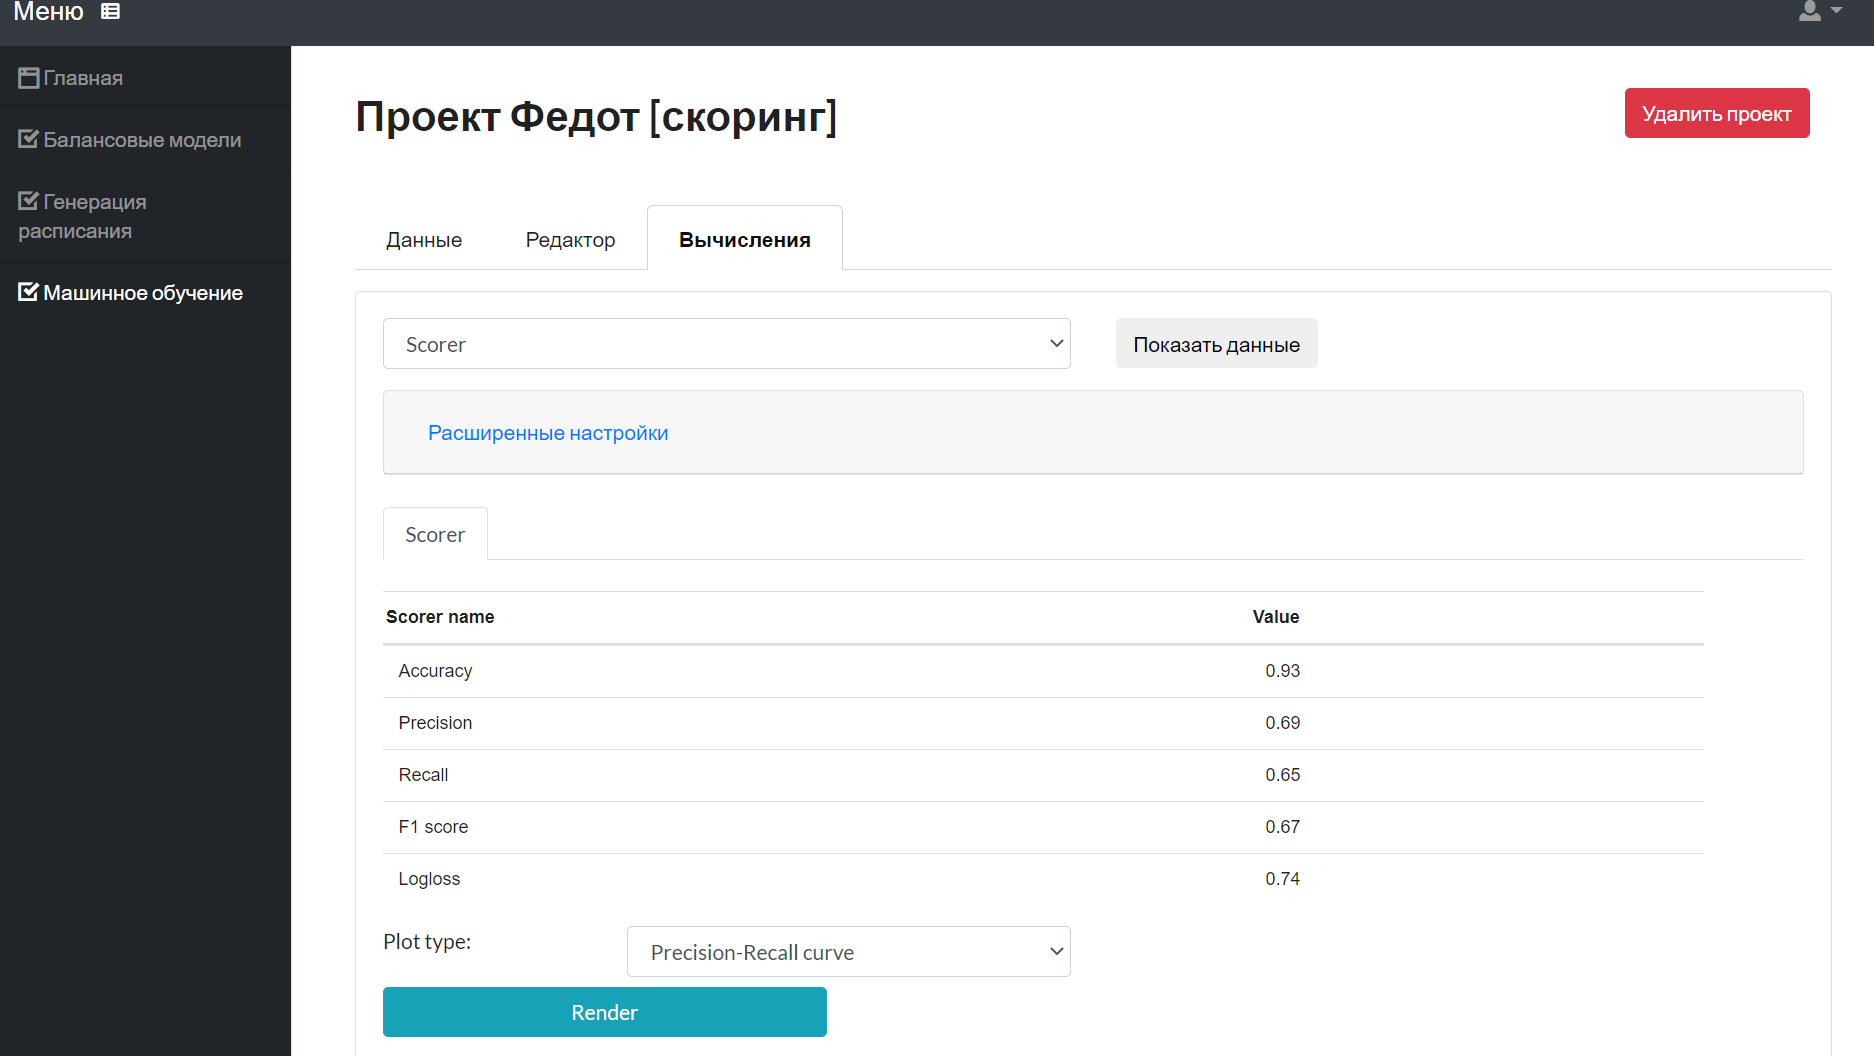 Меню
Главная
Балансовые модели
Генерация
расписания
Машинное обучение
Проект Федот [скоринг]
Удалить проект
Данные
Редактор
Вычисления
Scorer
Показать данные
Расширенные настройки
Scorer
Scorer name Value
Accuracy 0.93
Precision 0.69
Recall 0.65
F1 score 0.67
Logloss 0.74
Plot type: Precision-Recall curve
Render